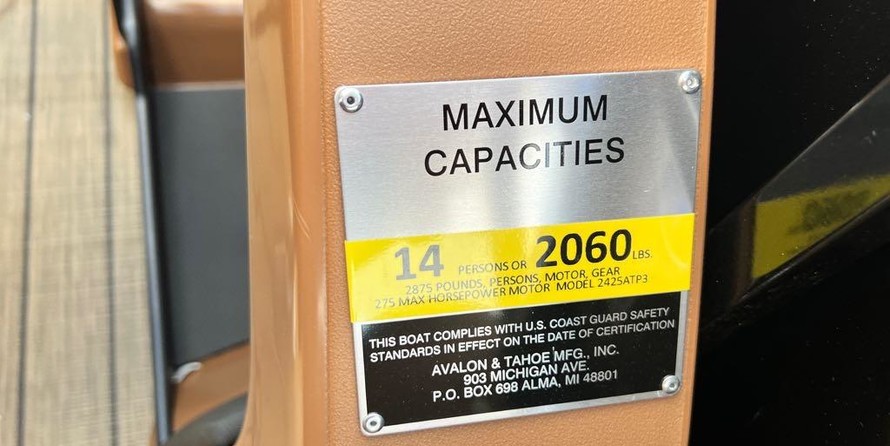 MAXIMUM
CAPACITIES
14 PERSONS OR 2060 LBS.
2875 POUNDS, PERSONS, MOTOR, GEAR
275 MAX HORSEPOWER MOTOR MODEL 2425ATP3
THIS BOAT COMPLIES WITH U.S. COAST GUARD SAFETY
STANDARDS IN EFFECT ON THE DATE OF CERTIFICATION
AVALON & TAHOE MFG., INC.
903 MICHIGAN AVE.
P.O. BOX 698 ALMA, MI 48801